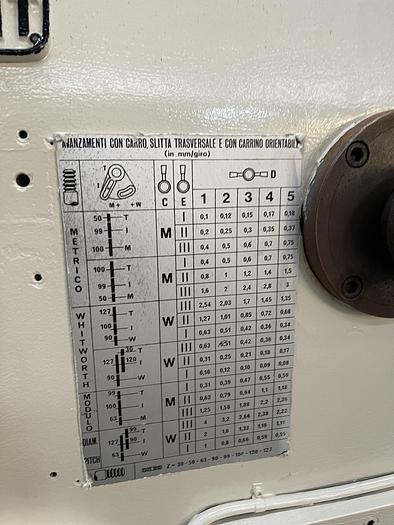 AVANZAMENTI CON CARRO, SLITTA TRASVERSALE E CON CARRINO ORIENTABILE
(in mm/giro)
T
I
M+ +W
C E D
1 2 3 4 5
METRICO
50 T
99 I
100 M
M
I 0,1 0,12 0,15 0,17 0,18
II 0,2 0,25 0,3 0,35 0,37
III 0,4 0,5 0,6 0,7 0,75
100 T
99 I
50 M
M
I 0,4 0,5 0,6 0,7 0,75
II 0,8 1 1,2 1,4 1,5
III 1,6 2 2,4 2,8 3
WHITWORTH
127 T
I
90 W
W
I 2,54 2,03 1,7 1,45 1,35
II 1,27 1,01 0,85 0,72 0,68
III 0,63 0,51 0,42 0,36 0,34
30 T
127 120
90 W
W
I 0,63 0,51 0,42 0,36 0,34
II 0,31 0,25 0,21 0,18 0,17
III 0,16 0,12 0,10 0,09 0,08
MODULO
99 T
100 I
63 M
M
I 0,31 0,39 0,47 0,55 0,59
II 0,62 0,79 0,94 1,1 1,18
III 1,25 1,58 1,88 2,2 2,36
DIAM. PITCH
99 T
127 90 I
63 W
W
I 4 3,2 2,66 2,28
II 2 1,6 1,33 1,19 1,11
III 1 0,8 0,66 0,59 0,55
Z = 30 - 50 - 63 - 90 - 99 - 100 - 120 - 127